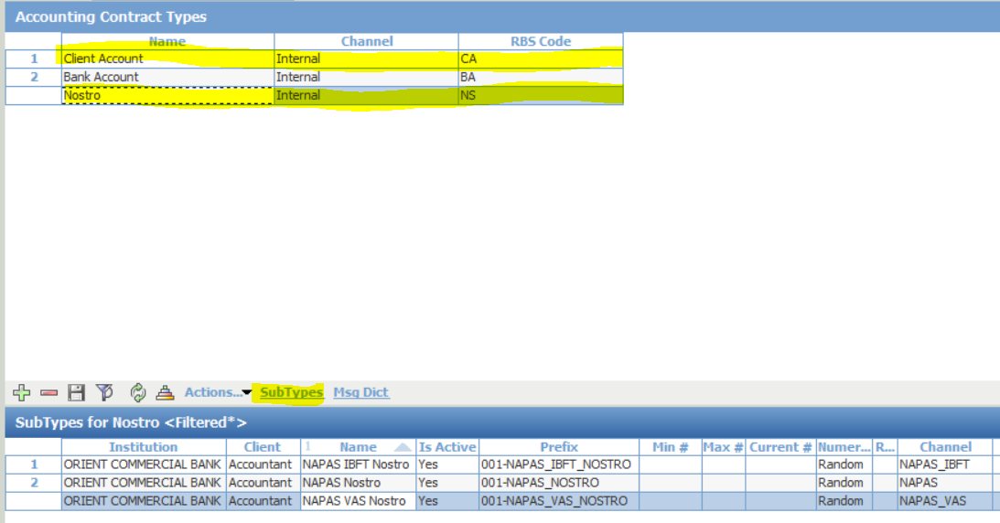 Accounting Contract Types
Name Channel RBS Code
1 Client Account Internal CA
2 Bank Account Internal BA
Nostro Internal NS
Actions... SubTypes Msg Dict
SubTypes for Nostro <Filtered*>
Institution Client 1 Name Is Active Prefix Min # Max # Current # Numer... R... Channel
1 ORIENT COMMERCIAL BANK Accountant NAPAS IBFT Nostro Yes 001-NAPAS_IBFT_NOSTRO Random NAPAS_IBFT
2 ORIENT COMMERCIAL BANK Accountant NAPAS Nostro Yes 001-NAPAS_NOSTRO Random NAPAS
ORIENT COMMERCIAL BANK Accountant NAPAS VAS Nostro Yes 001-NAPAS_VAS_NOSTRO Random NAPAS_VAS